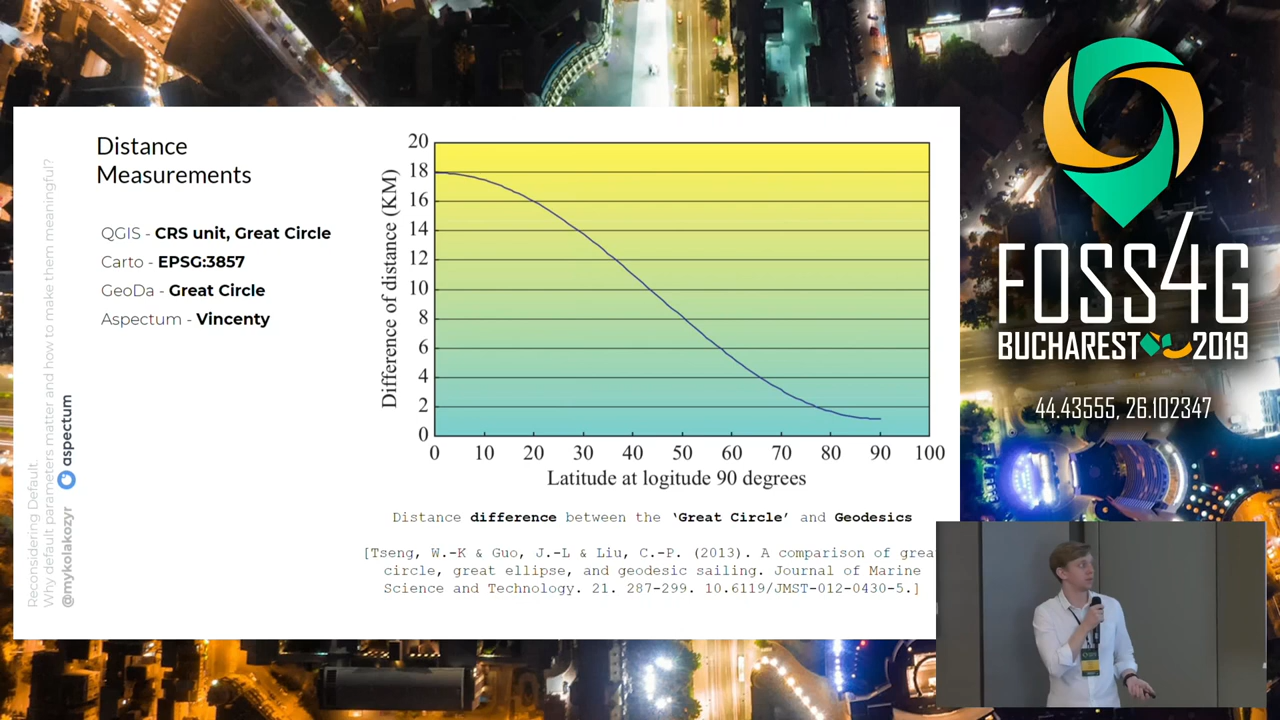 Distance
Measurements
QGIS - CRS unit, Great Circle
Carto - EPSG:3857
GeoDa - Great Circle
Aspectum - Vincenty
Reconsidering Default.
Why default parameters matter and how to make them meaningful?
@mykolakozyr aspectum
Difference of distance (KM)
20
18
16
14
12
10
8
6
4
2
0
0 10 20 30 40 50 60 70 80 90 100
Latitude at logitude 90 degrees
Distance difference between the 'Great Circle' and Geodesics
[Tseng, W.-K & Guo, J.-L & Liu, C.-P. (2013). A comparison of grea
circle, great ellipse, and geodesic sailing. Journal of Marine
Science and Technology. 21. 287-299. 10.6119/JMST-012-0430-5.]
FOSS4G
BUCHAREST 2019
44.43555, 26.102347